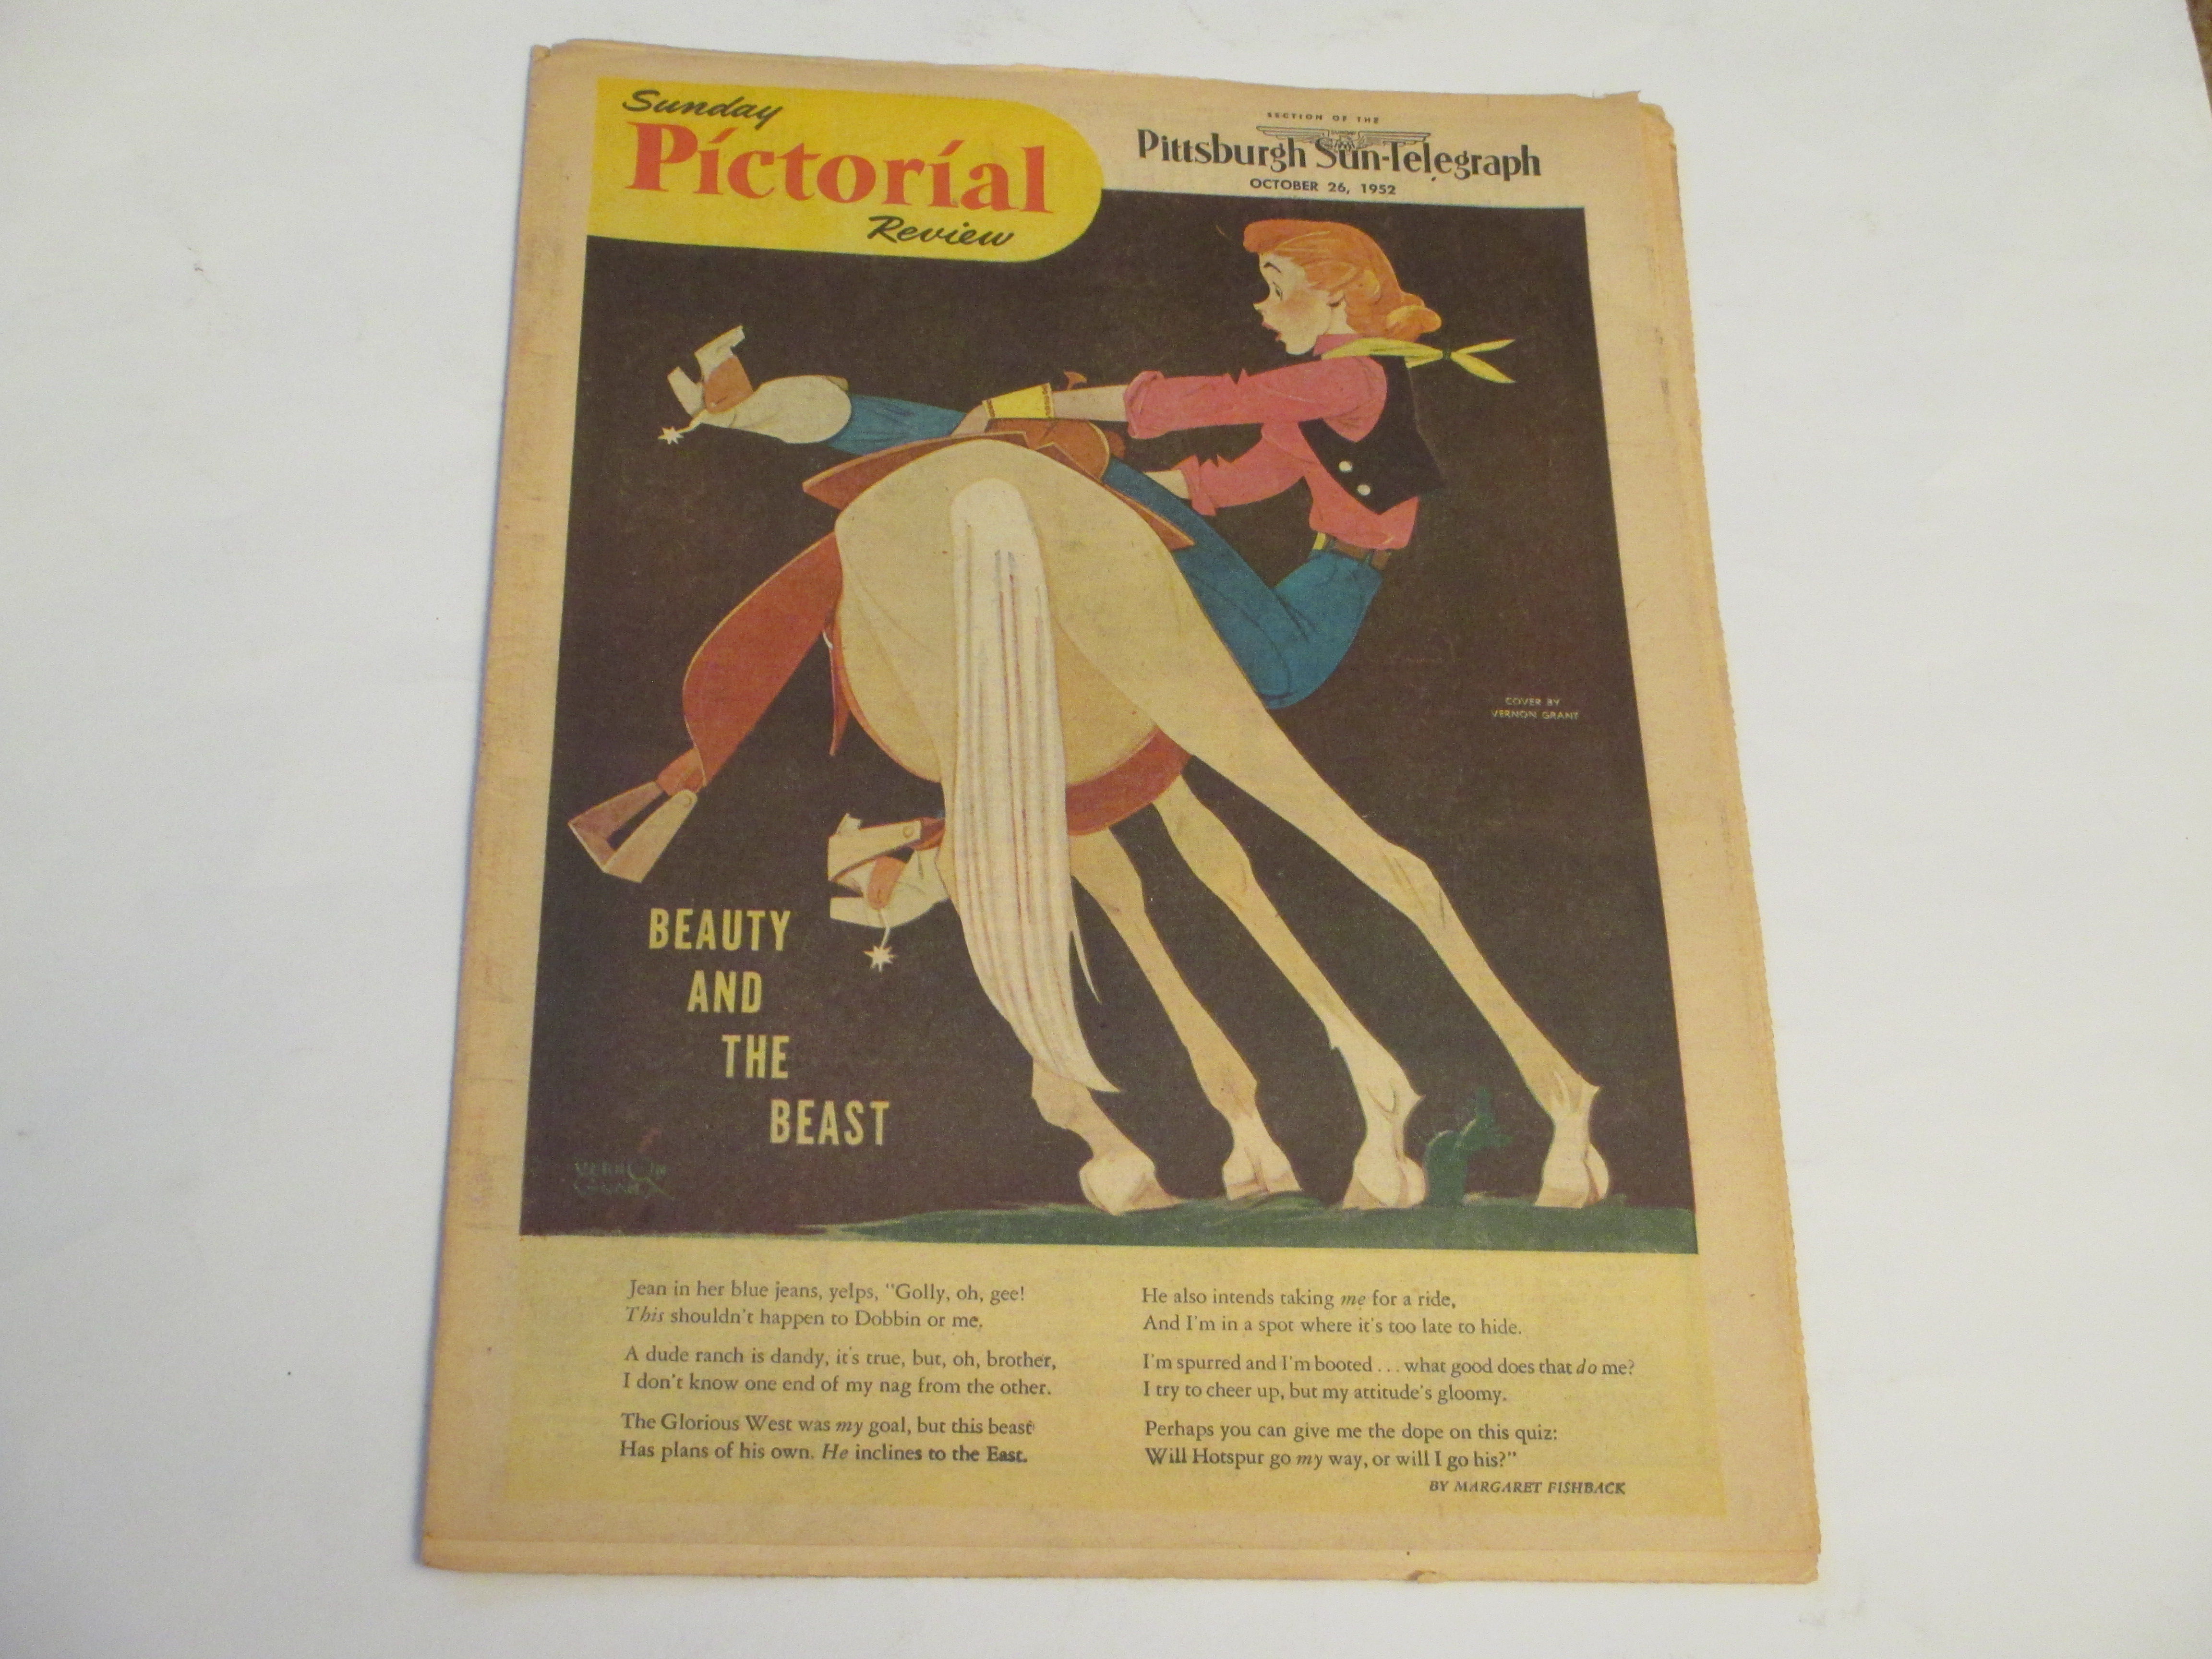 Sunday
Pictorial
Review
SECTION OF THE
Pittsburgh Sun-Telegraph
OCTOBER 26, 1952
COVER BY
VERNON GRANT
BEAUTY
AND
THE
BEAST
VERNON
GRANT
Jean in her blue jeans, yelps, "Golly, oh, gee!
This shouldn't happen to Dobbin or me.
A dude ranch is dandy, it's true, but, oh, brother,
I don't know one end of my nag from the other.
The Glorious West was my goal, but this beast
Has plans of his own. He inclines to the East.
He also intends taking me for a ride,
And I'm in a spot where it's too late to hide.
I'm spurred and I'm booted . . . what good does that do me?
I try to cheer up, but my attitude's gloomy.
Perhaps you can give me the dope on this quiz:
Will Hotspur go my way, or will I go his?"
BY MARGARET FISHBACK